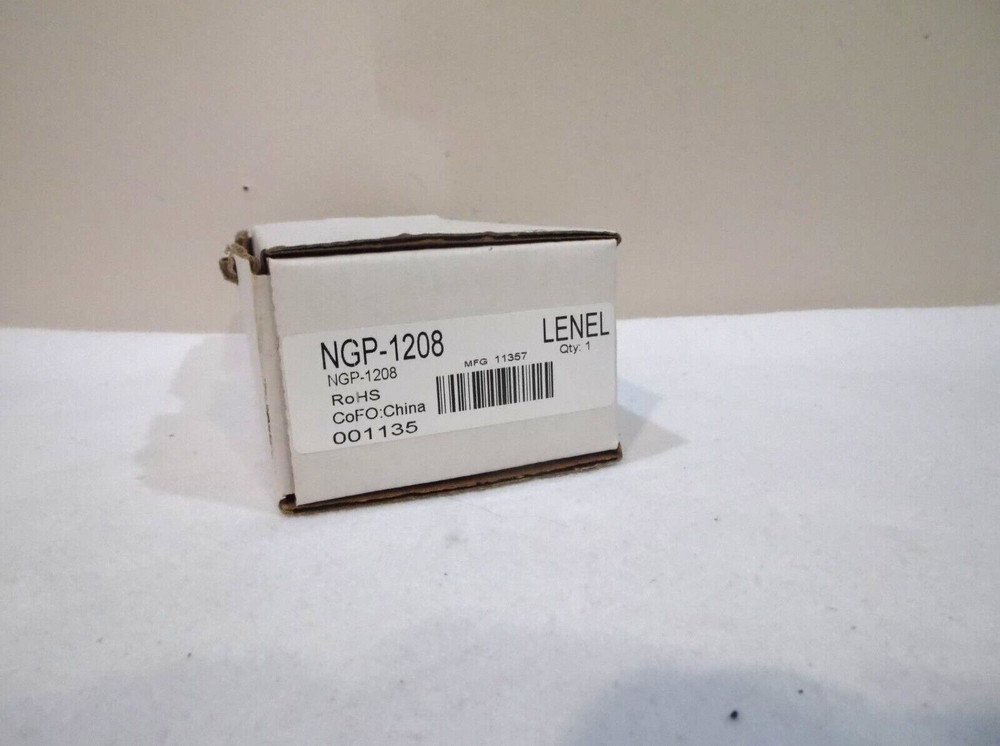 NGP-1208
LENEL
NGP-1208
MFG 11357
Qty: 1
RoHS
CoFO:China
001135